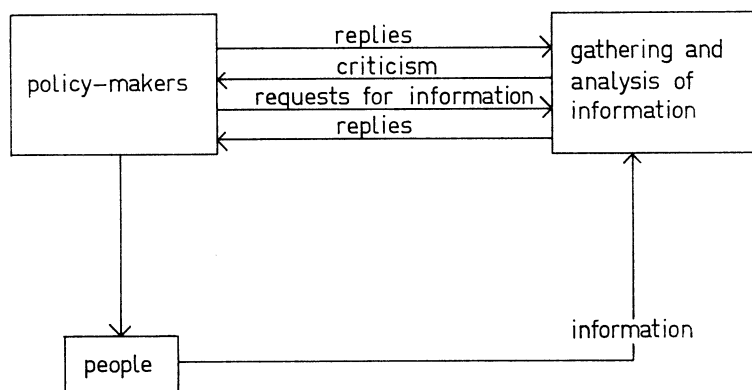 replies
policy-makers
criticism
requests for information
replies
gathering and
analysis of
information
information
people